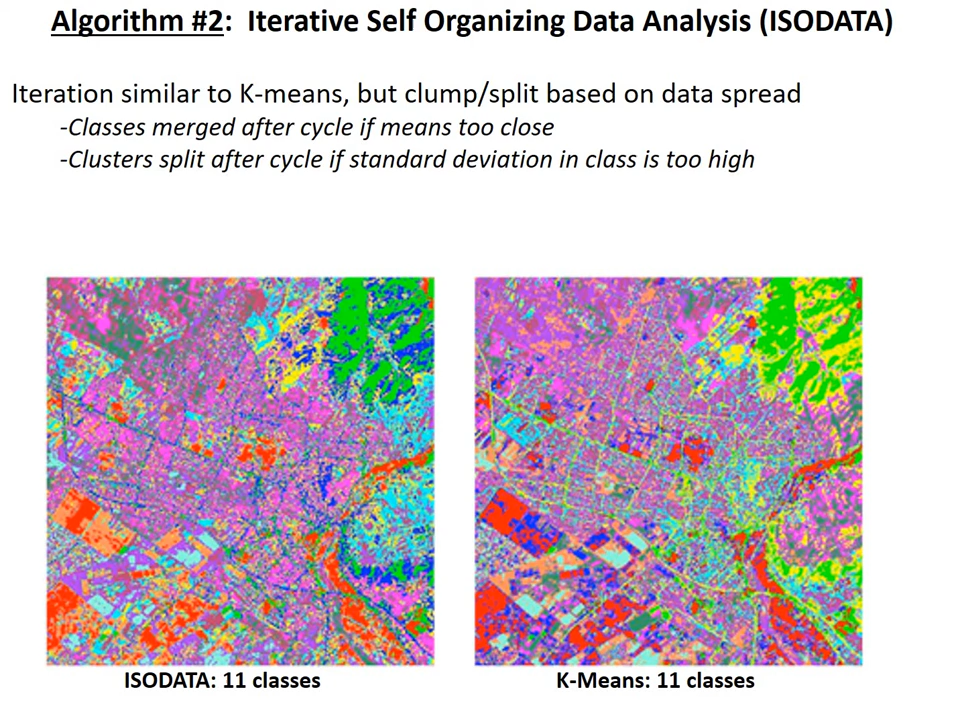 Algorithm #2:  Iterative Self Organizing Data Analysis (ISODATA)
Iteration similar to K-means, but clump/split based on data spread
-Classes merged after cycle if means too close
-Clusters split after cycle if standard deviation in class is too high
ISODATA: 11 classes
K-Means: 11 classes